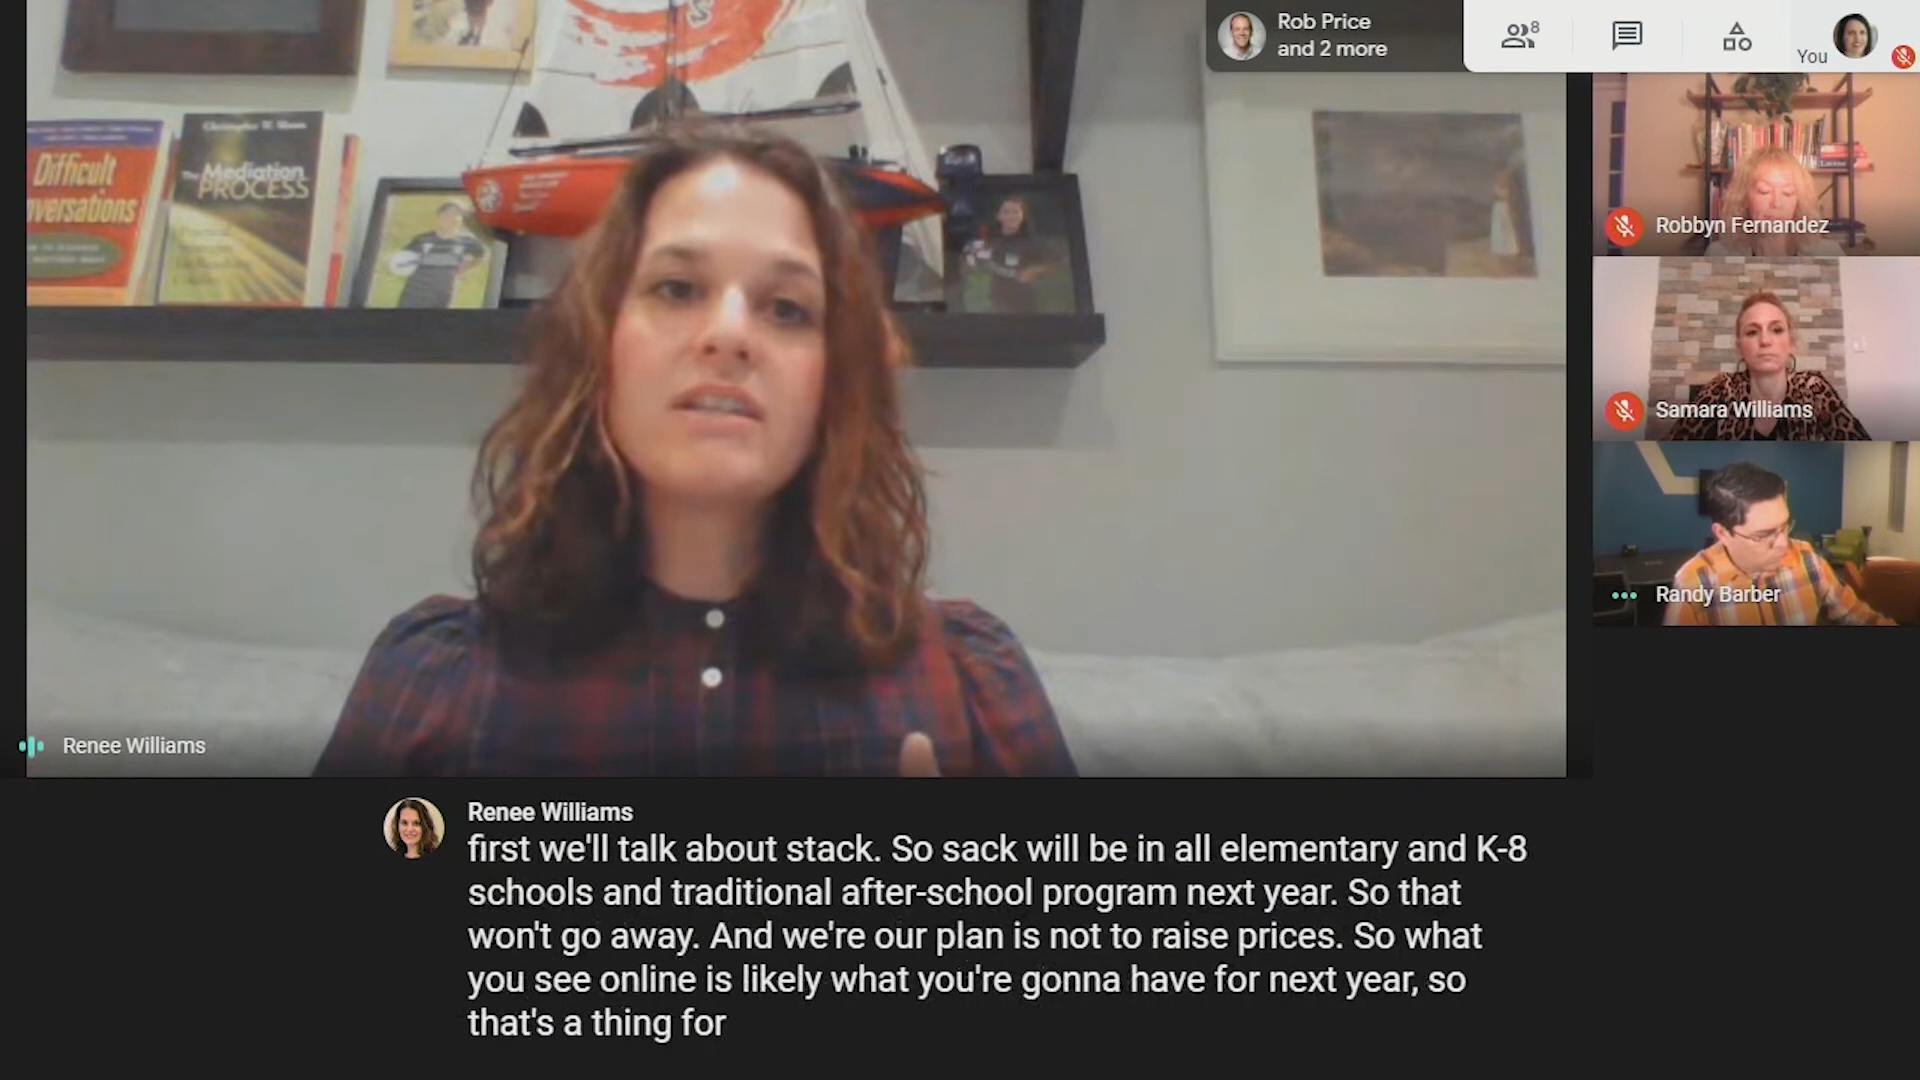 Rob Price
and 2 more
8
You
Christopher W. Moore
The Mediation
PROCESS
Difficult
nversations
Robbyn Fernandez
Samara Williams
Randy Barber
Renee Williams
Renee Williams
first we'll talk about stack. So sack will be in all elementary and K-8
schools and traditional after-school program next year. So that
won't go away. And we're our plan is not to raise prices. So what
you see online is likely what you're gonna have for next year, so
that's a thing for